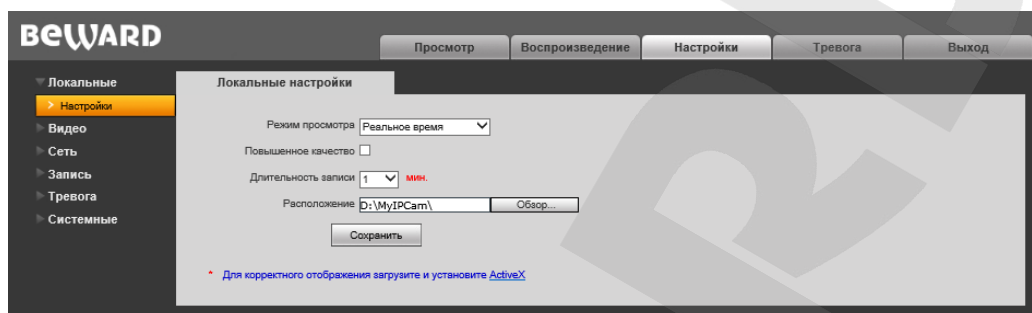 BEWARD
Просмотр Воспроизведение Настройки Тревога Выход
Локальные
> Настройки
Видео
Сеть
Запись
Тревога
Системные
Локальные настройки
Режим просмотра Реальное время
Повышенное качество
Длительность записи 1 мин.
Расположение D:\MyIPCam\ Обзор...
Сохранить
* Для корректного отображения загрузите и установите ActiveX